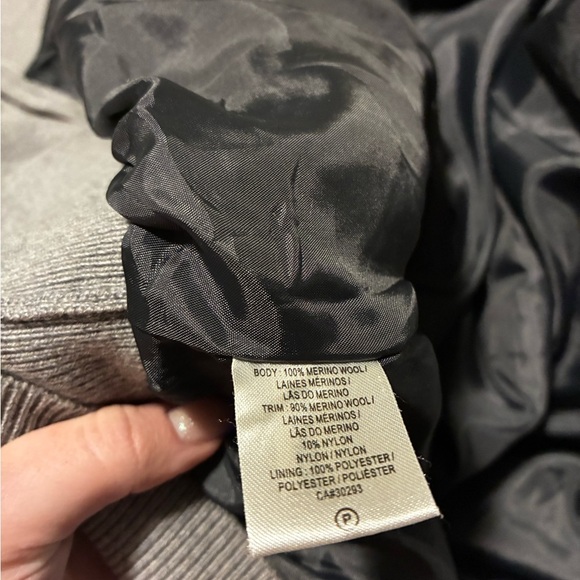 BODY : 100% MERINO WOOL /
LAINES MÉRINOS /
LÃS DO MERINO
TRIM : 90% MERINO WOOL /
LAINES MÉRINOS /
LÃS DO MERINO
10% NYLON
NYLON / NYLON
LINING : 100% POLYESTER /
POLYESTER / POLIÉSTER
CA#30293
P